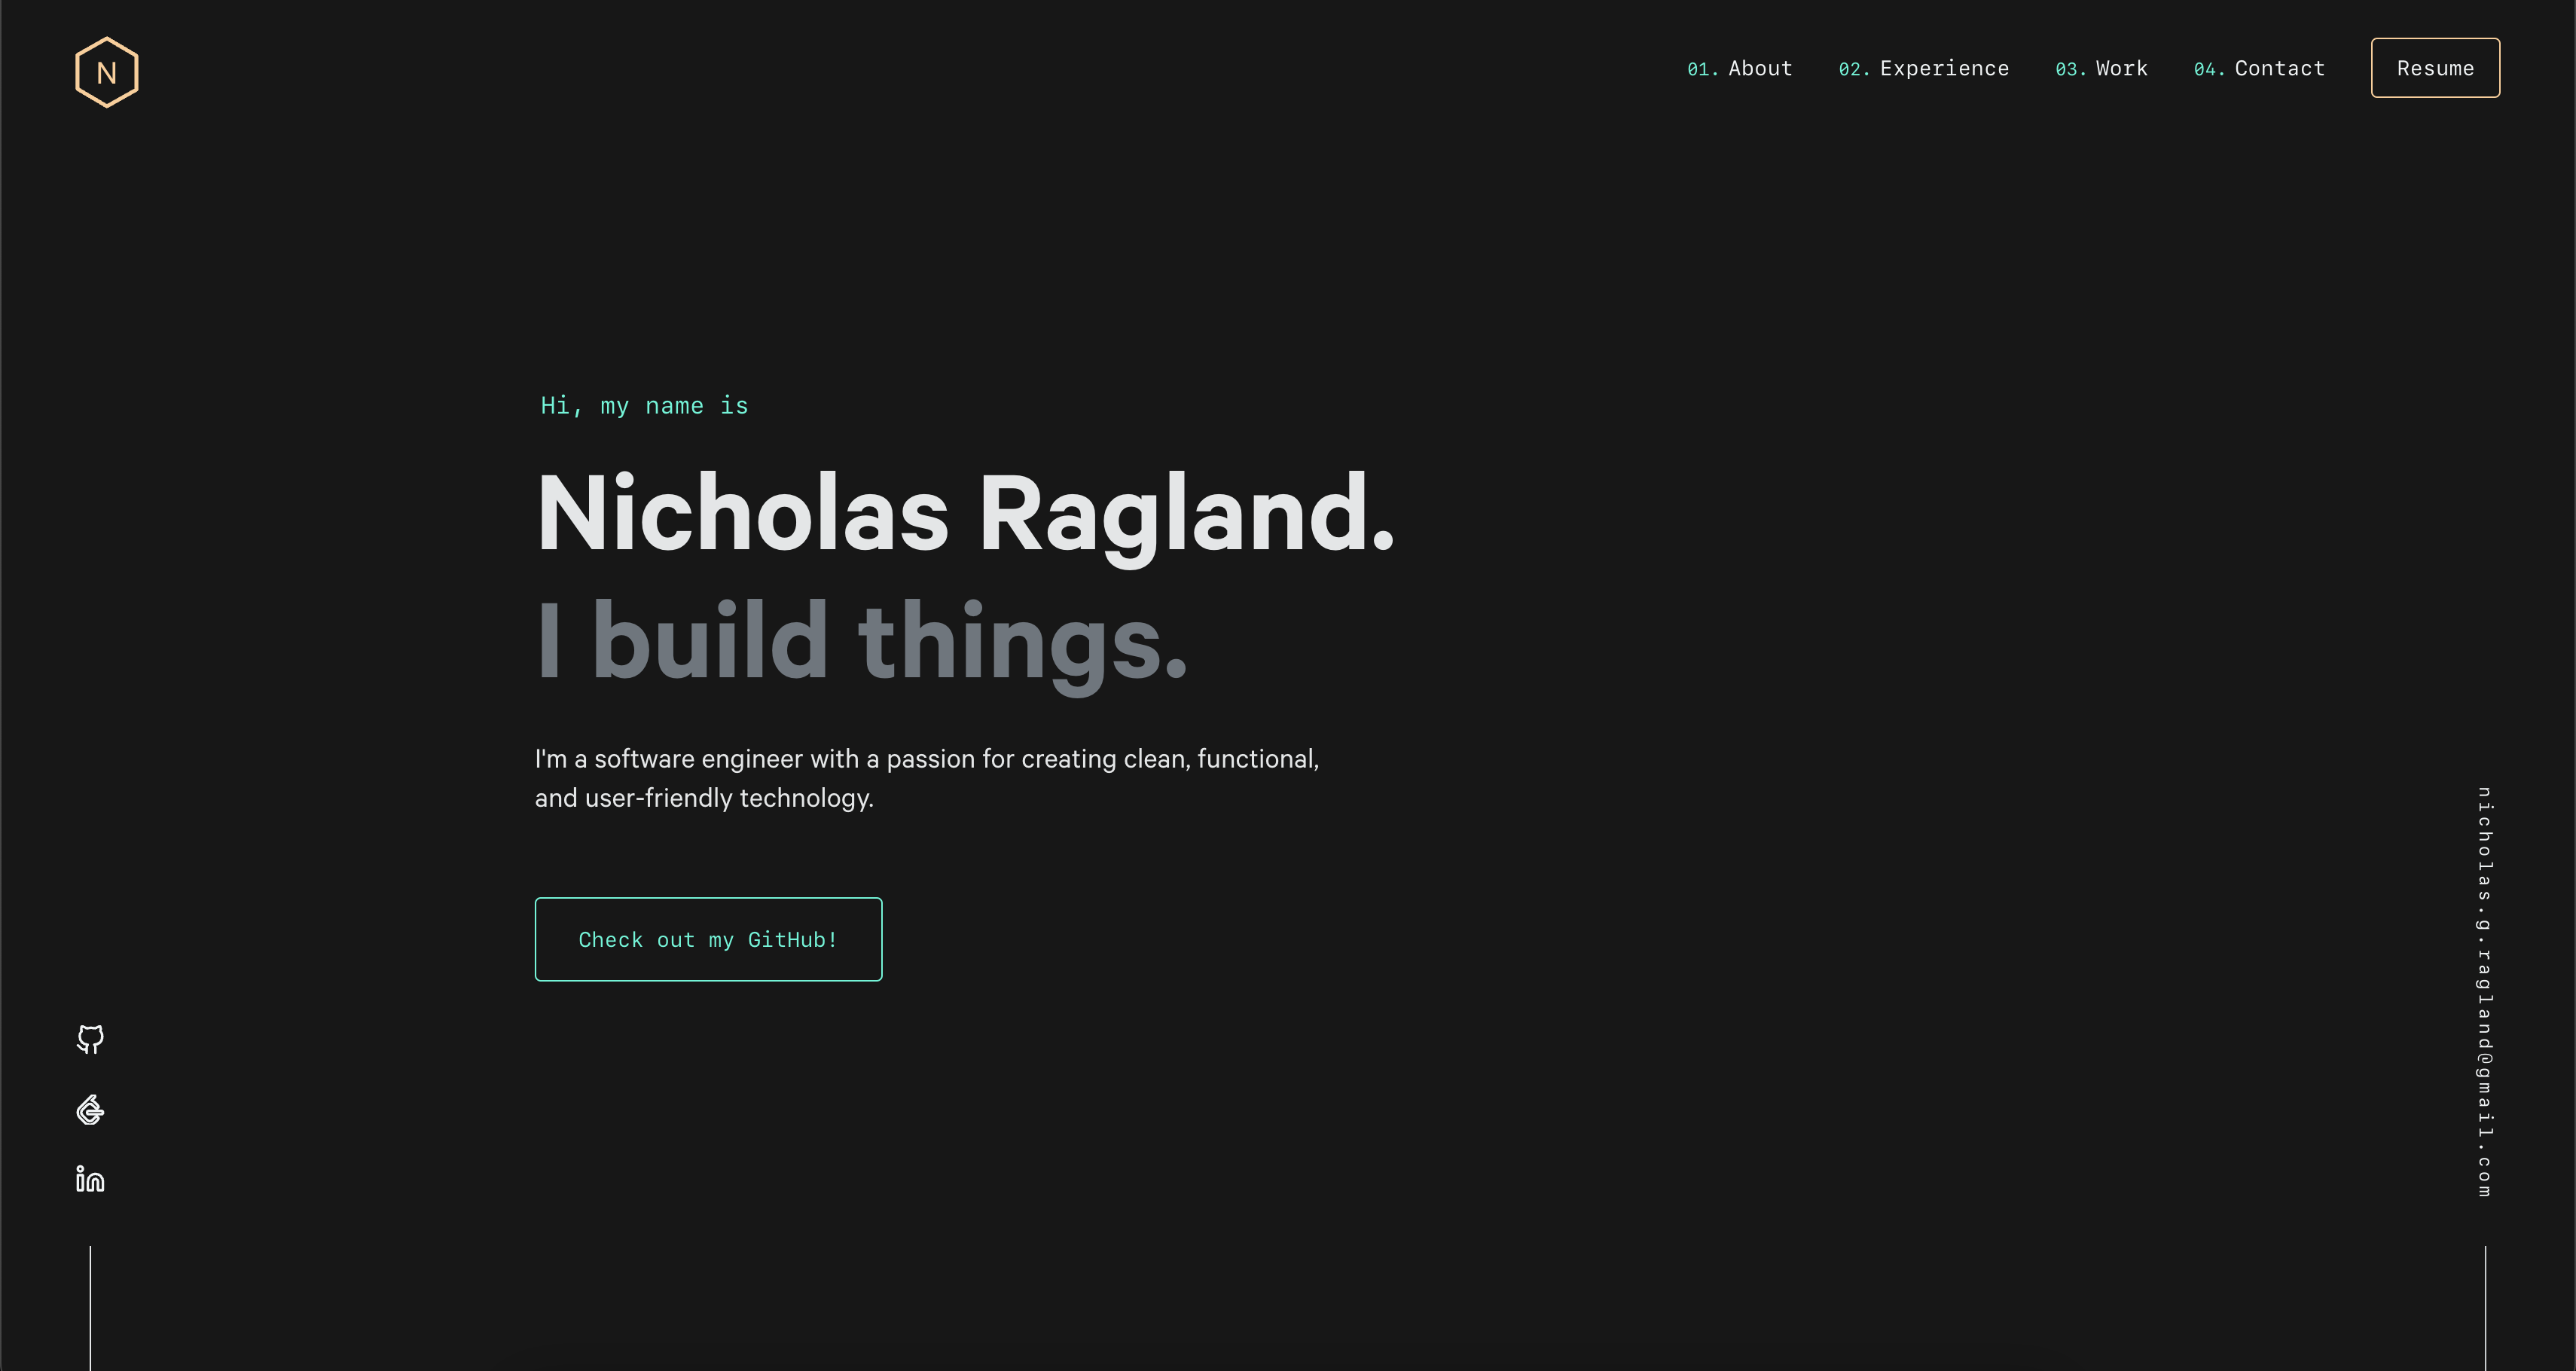 N
01. About 02. Experience 03. Work 04. Contact Resume
Hi, my name is
Nicholas Ragland.
I build things.
I'm a software engineer with a passion for creating clean, functional,
and user-friendly technology.
Check out my GitHub!
nicholas.g.ragland@gmail.com
in